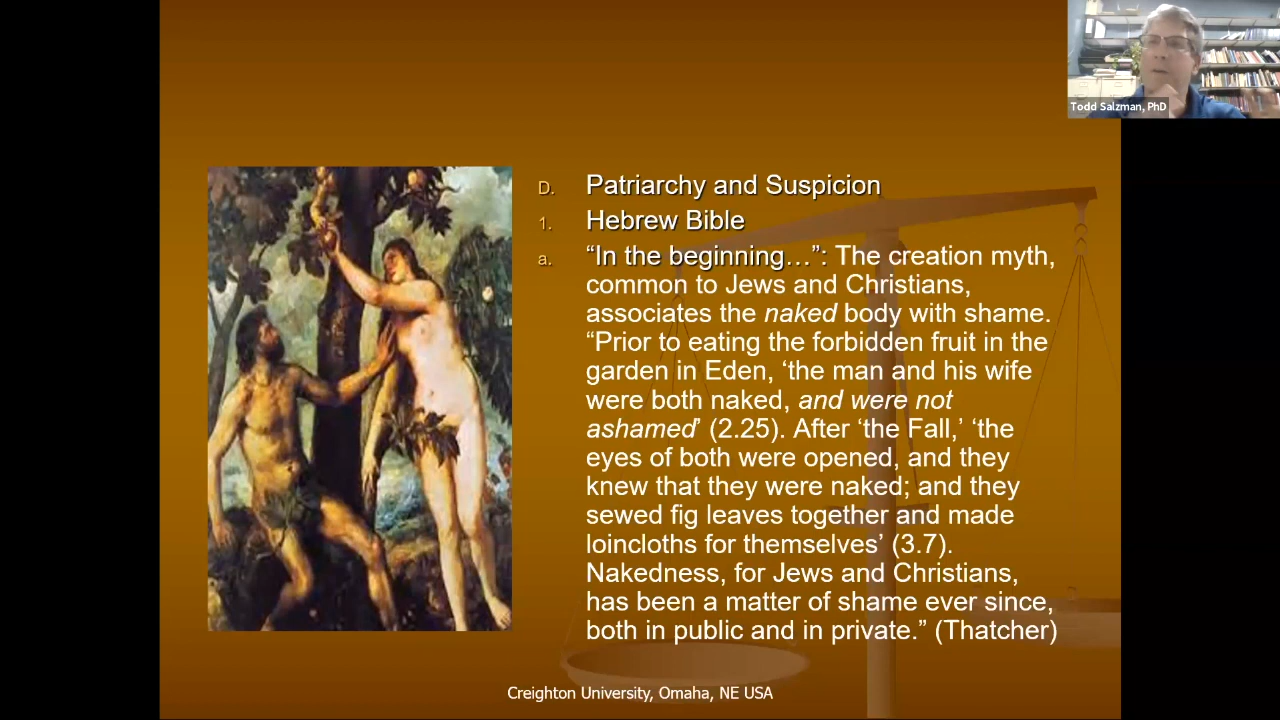 Todd Salzman, PhD
D. Patriarchy and Suspicion
1. Hebrew Bible
a. “In the beginning…”: The creation myth,
common to Jews and Christians,
associates the naked body with shame.
“Prior to eating the forbidden fruit in the
garden in Eden, ‘the man and his wife
were both naked, and were not
ashamed’ (2.25). After ‘the Fall,’ ‘the
eyes of both were opened, and they
knew that they were naked; and they
sewed fig leaves together and made
loincloths for themselves’ (3.7).
Nakedness, for Jews and Christians,
has been a matter of shame ever since,
both in public and in private.” (Thatcher)
Creighton University, Omaha, NE USA